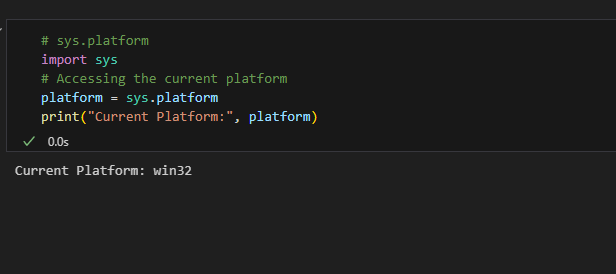 # sys.platform
import sys
# Accessing the current platform
platform = sys.platform
print("Current Platform:", platform)
0.0s
Current Platform: win32